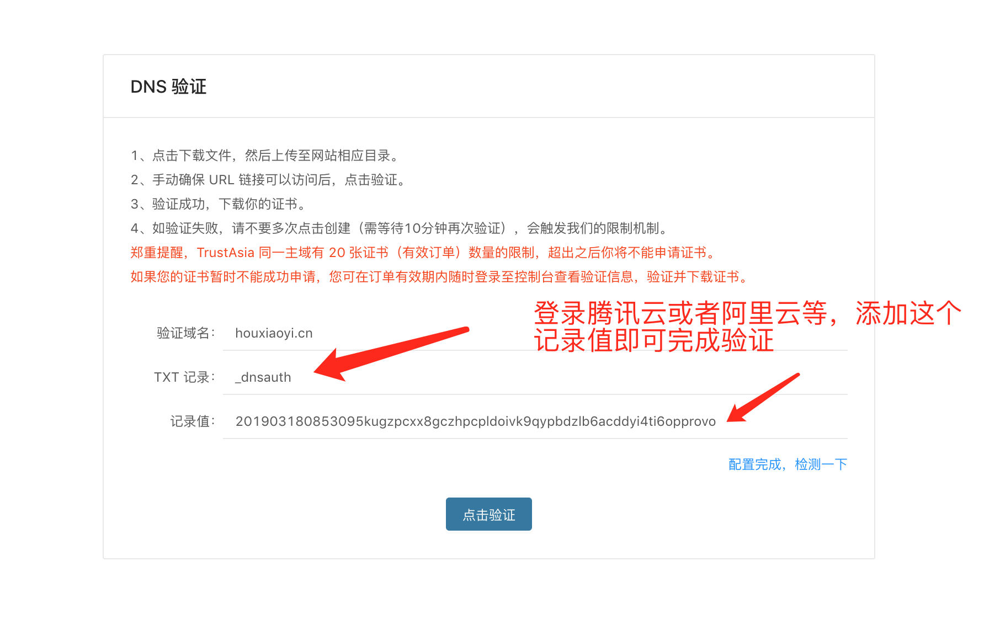 DNS 验证
1、点击下载文件，然后上传至网站相应目录。
2、手动确保 URL 链接可以访问后，点击验证。
3、验证成功，下载你的证书。
4、如验证失败，请不要多次点击创建（需等待10分钟再次验证），会触发我们的限制机制。
郑重提醒，TrustAsia 同一主域有 20 张证书（有效订单）数量的限制，超出之后你将不能申请证书。
如果您的证书暂时不能成功申请，您可在订单有效期内随时登录至控制台查看验证信息，验证并下载证书。
登录腾讯云或者阿里云等，添加这个
记录值即可完成验证
验证域名： houxiaoyi.cn
TXT 记录： _dnsauth
记录值： 201903180853095kugzpcxx8gczhpcpldoivk9qypbdzlb6acddyi4ti6opprovo
配置完成，检测一下
点击验证